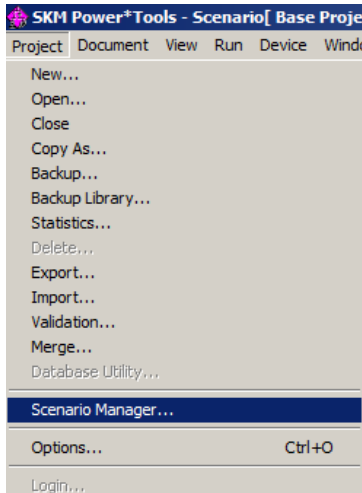 SKM Power*Tools - Scenario[ Base Proje
Project Document View Run Device Windo
New...
Open...
Close
Copy As...
Backup...
Backup Library...
Statistics...
Delete...
Export...
Import...
Validation...
Merge...
Database Utility...
Scenario Manager...
Options... Ctrl+O
Login...